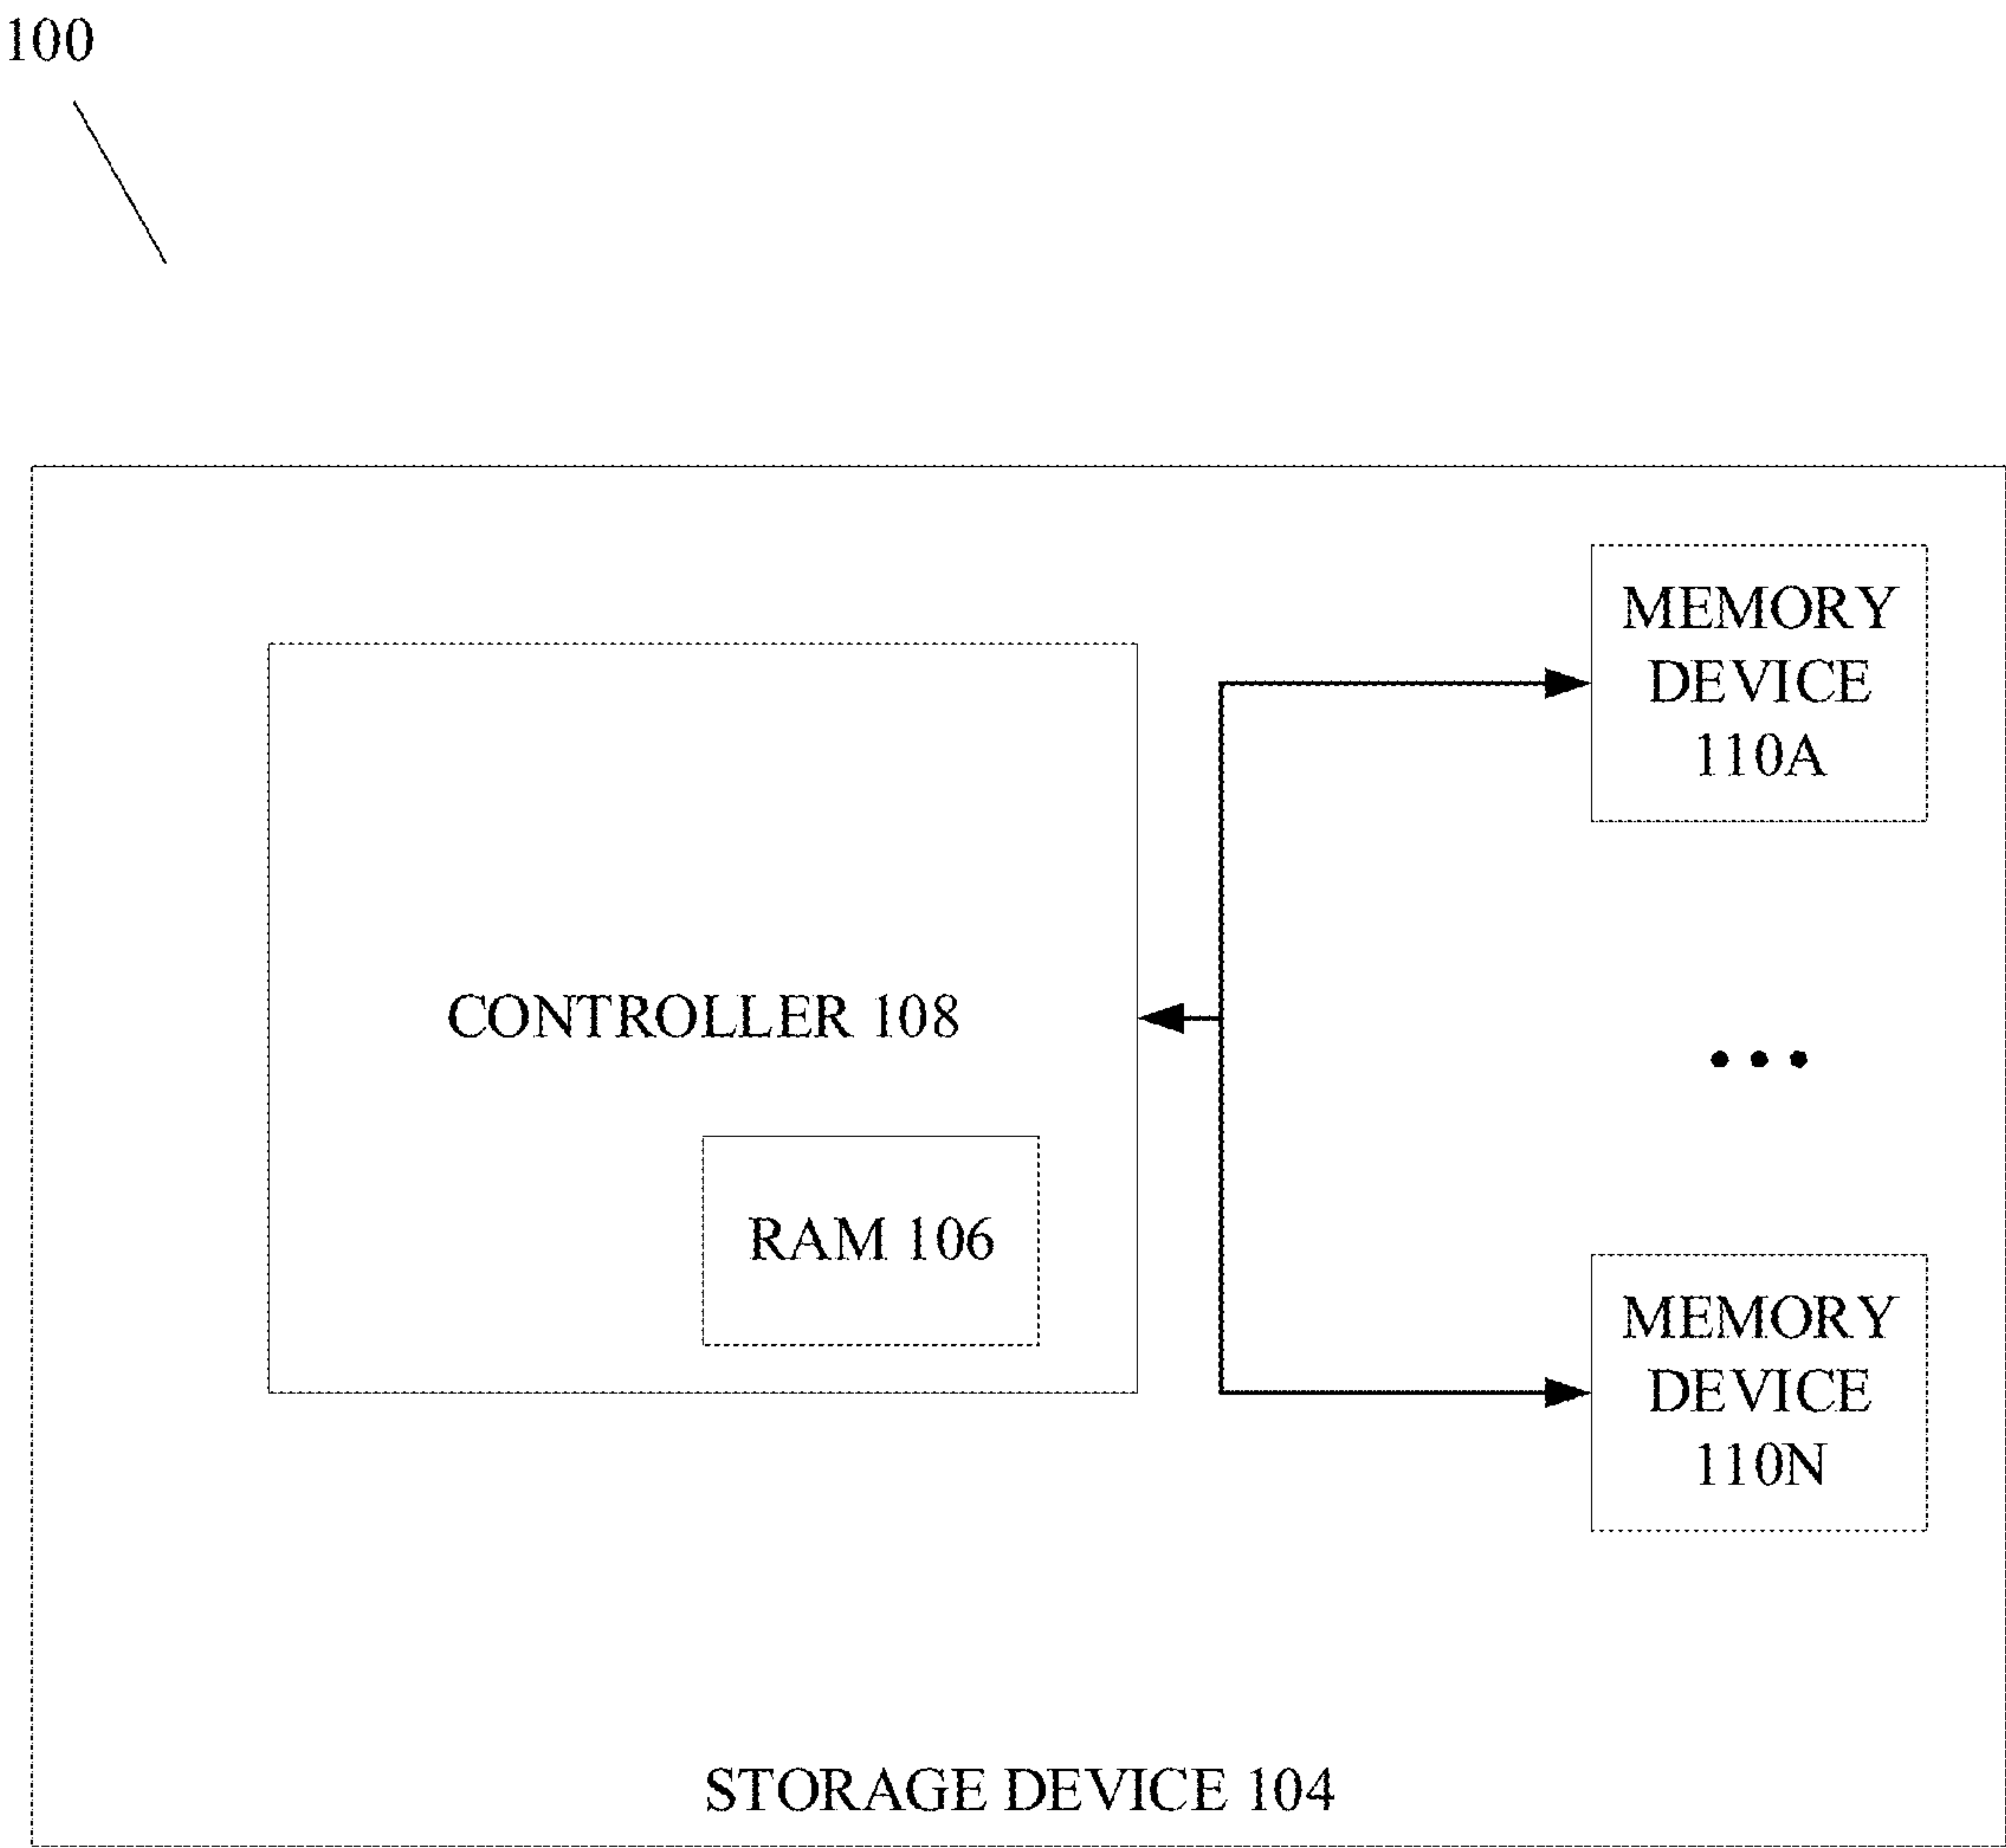 100
MEMORY
DEVICE
110A
CONTROLLER 108
RAM 106
MEMORY
DEVICE
110N
STORAGE DEVICE 104